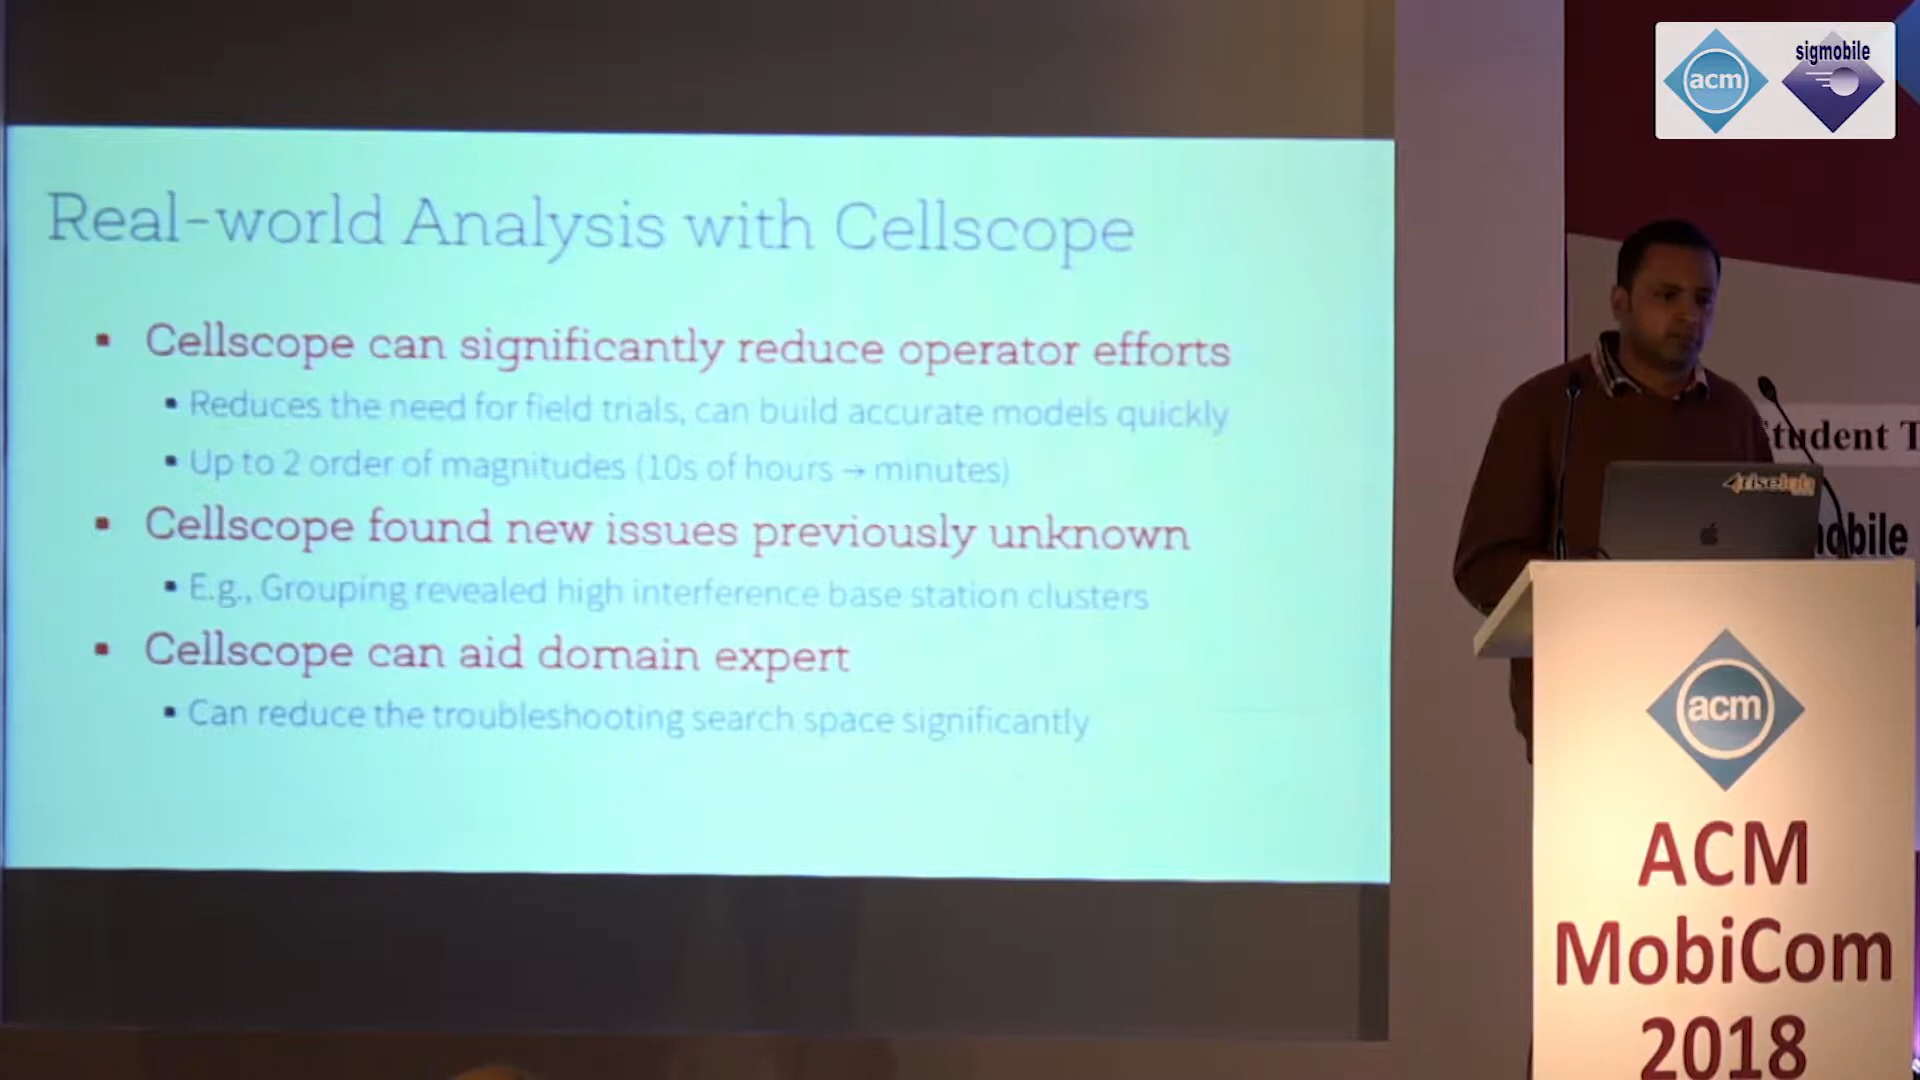 Real-world Analysis with Cellscope
▪ Cellscope can significantly reduce operator efforts
▪ Reduces the need for field trials, can build accurate models quickly
▪ Up to 2 order of magnitudes (10s of hours → minutes)
▪ Cellscope found new issues previously unknown
▪ E.g., Grouping revealed high interference base station clusters
▪ Cellscope can aid domain expert
▪ Can reduce the troubleshooting search space significantly
acm
sigmobile
Student T
riselab
mobile
acm
ACM
MobiCom
2018